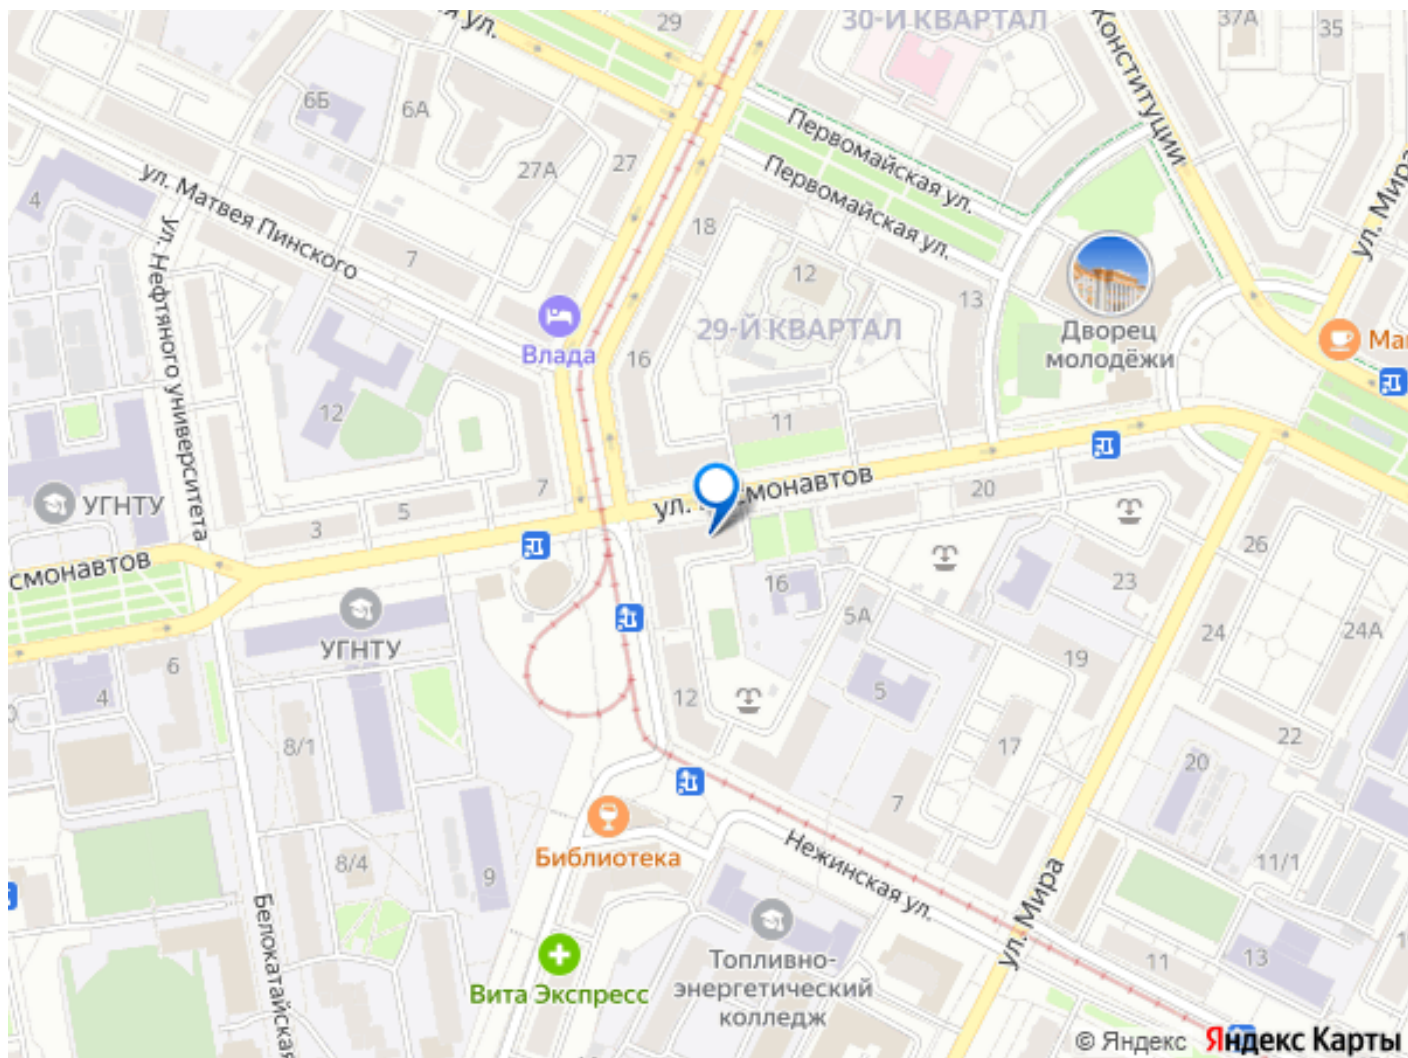 29
30-Й КВАРТАЛ
37А
35
ул.
Конституции
6Б
6А
27А
27
Первомайская ул.
Первомайская ул.
ул. Мира
4
ул. Матвея Пинского
ул. Нефтяного университета
7
18
12
13
29-Й КВАРТАЛ
Влада
16
Дворец
молодёжи
12
11
УГНТУ
3
5
7
ул.
смонавтов
20
смонавтов
УГНТУ
6
4
16
5А
23
26
24
24А
19
5
12
17
22
8/1
20
7
Библиотека
8/4
9
Нежинская ул.
11/1
ул. Мира
Белокатайская
Вита Экспресс
Топливно-
энергетический
колледж
11
13
© Яндекс Яндекс Карты